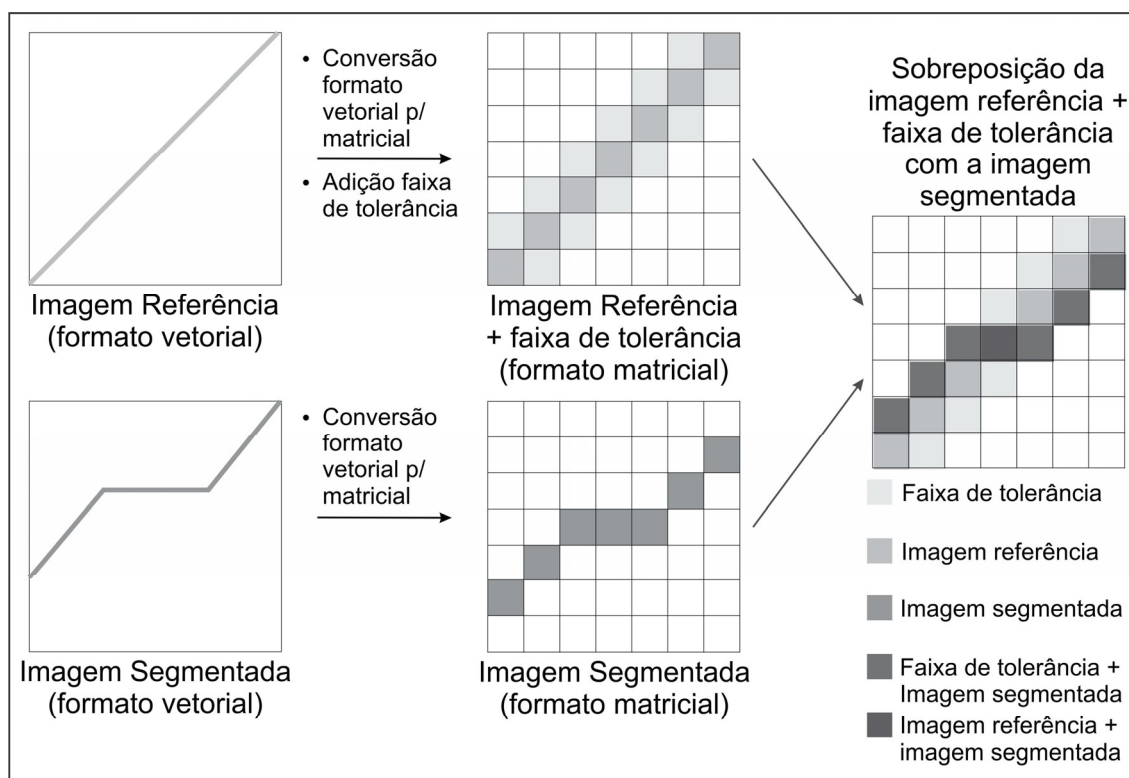 • Conversão
formato
vetorial p/
matricial
• Adição faixa
de tolerância
Imagem Referência
(formato vetorial)
Imagem Referência
+ faixa de tolerância
(formato matricial)
• Conversão
formato
vetorial p/
matricial
Imagem Segmentada
(formato vetorial)
Imagem Segmentada
(formato matricial)
Sobreposição da
imagem referência +
faixa de tolerância
com a imagem
segmentada
Faixa de tolerância
Imagem referência
Imagem segmentada
Faixa de tolerância +
Imagem segmentada
Imagem referência +
imagem segmentada